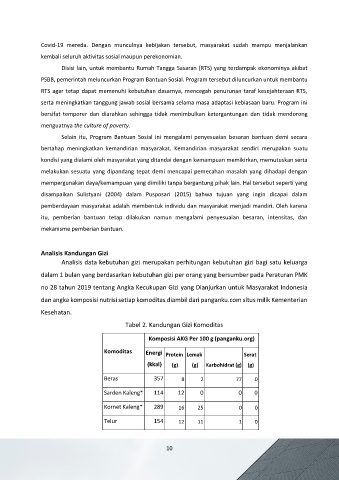 Covid-19 mereda. Dengan munculnya kebijakan tersebut, masyarakat sudah mampu menjalankan
kembali seluruh aktivitas sosial maupun perekonomian.
Disisi lain, untuk membantu Rumah Tangga Sasaran (RTS) yang terdampak ekonominya akibat
PSBB, pemerintah meluncurkan Program Bantuan Sosial. Program tersebut diluncurkan untuk membantu
RTS agar tetap dapat memenuhi kebutuhan dasarnya, mencegah penurunan taraf kesejahteraan RTS,
serta meningkatkan tanggung jawab sosial bersama selama masa adaptasi kebiasaan baru. Program ini
bersifat temporer dan diarahkan sehingga tidak menimbulkan ketergantungan dan tidak mendorong
menguatnya the culture of poverty.
Selain itu, Program Bantuan Sosial ini mengalami penyesuaian besaran bantuan demi secara
bertahap meningkatkan kemandirian masyarakat. Kemandirian masyarakat sendiri merupakan suatu
kondisi yang dialami oleh masyarakat yang ditandai dengan kemampuan memikirkan, memutuskan serta
melakukan sesuatu yang dipandang tepat demi mencapai pemecahan masalah yang dihadapi dengan
mempergunakan daya/kemampuan yang dimiliki tanpa bergantung pihak lain. Hal tersebut seperti yang
disampaikan Sulistyani (2004) dalam Pusposari (2015) bahwa tujuan yang ingin dicapai dalam
pemberdayaan masyarakat adalah membentuk individu dan masyarakat menjadi mandiri. Oleh karena
itu, pemberian bantuan tetap dilakukan namun mengalami penyesuaian besaran, intensitas, dan
mekanisme pemberian bantuan.
Analisis Kandungan Gizi
Analisis data kebutuhan gizi merupakan perhitungan kebutuhan gizi bagi satu keluarga
dalam 1 bulan yang berdasarkan kebutuhan gizi per orang yang bersumber pada Peraturan PMK
no 28 tahun 2019 tentang Angka Kecukupan Gizi yang Dianjurkan untuk Masyarakat Indonesia
dan angka komposisi nutrisi setiap komoditas diambil dari panganku.com situs milik Kementerian
Kesehatan.
Tabel 2. Kandungan Gizi Komoditas
Komposisi AKG Per 100 g (panganku.org)
Komoditas Energi Protein Lemak Serat
(kkal) (g) (g) Karbohidrat (g) (g)
Beras 357 8 2 77 0
Sarden Kaleng* 114 12 0 0 0
Kornet Kaleng* 289 16 25 0 0
Telur 154 12 11 1 0
10